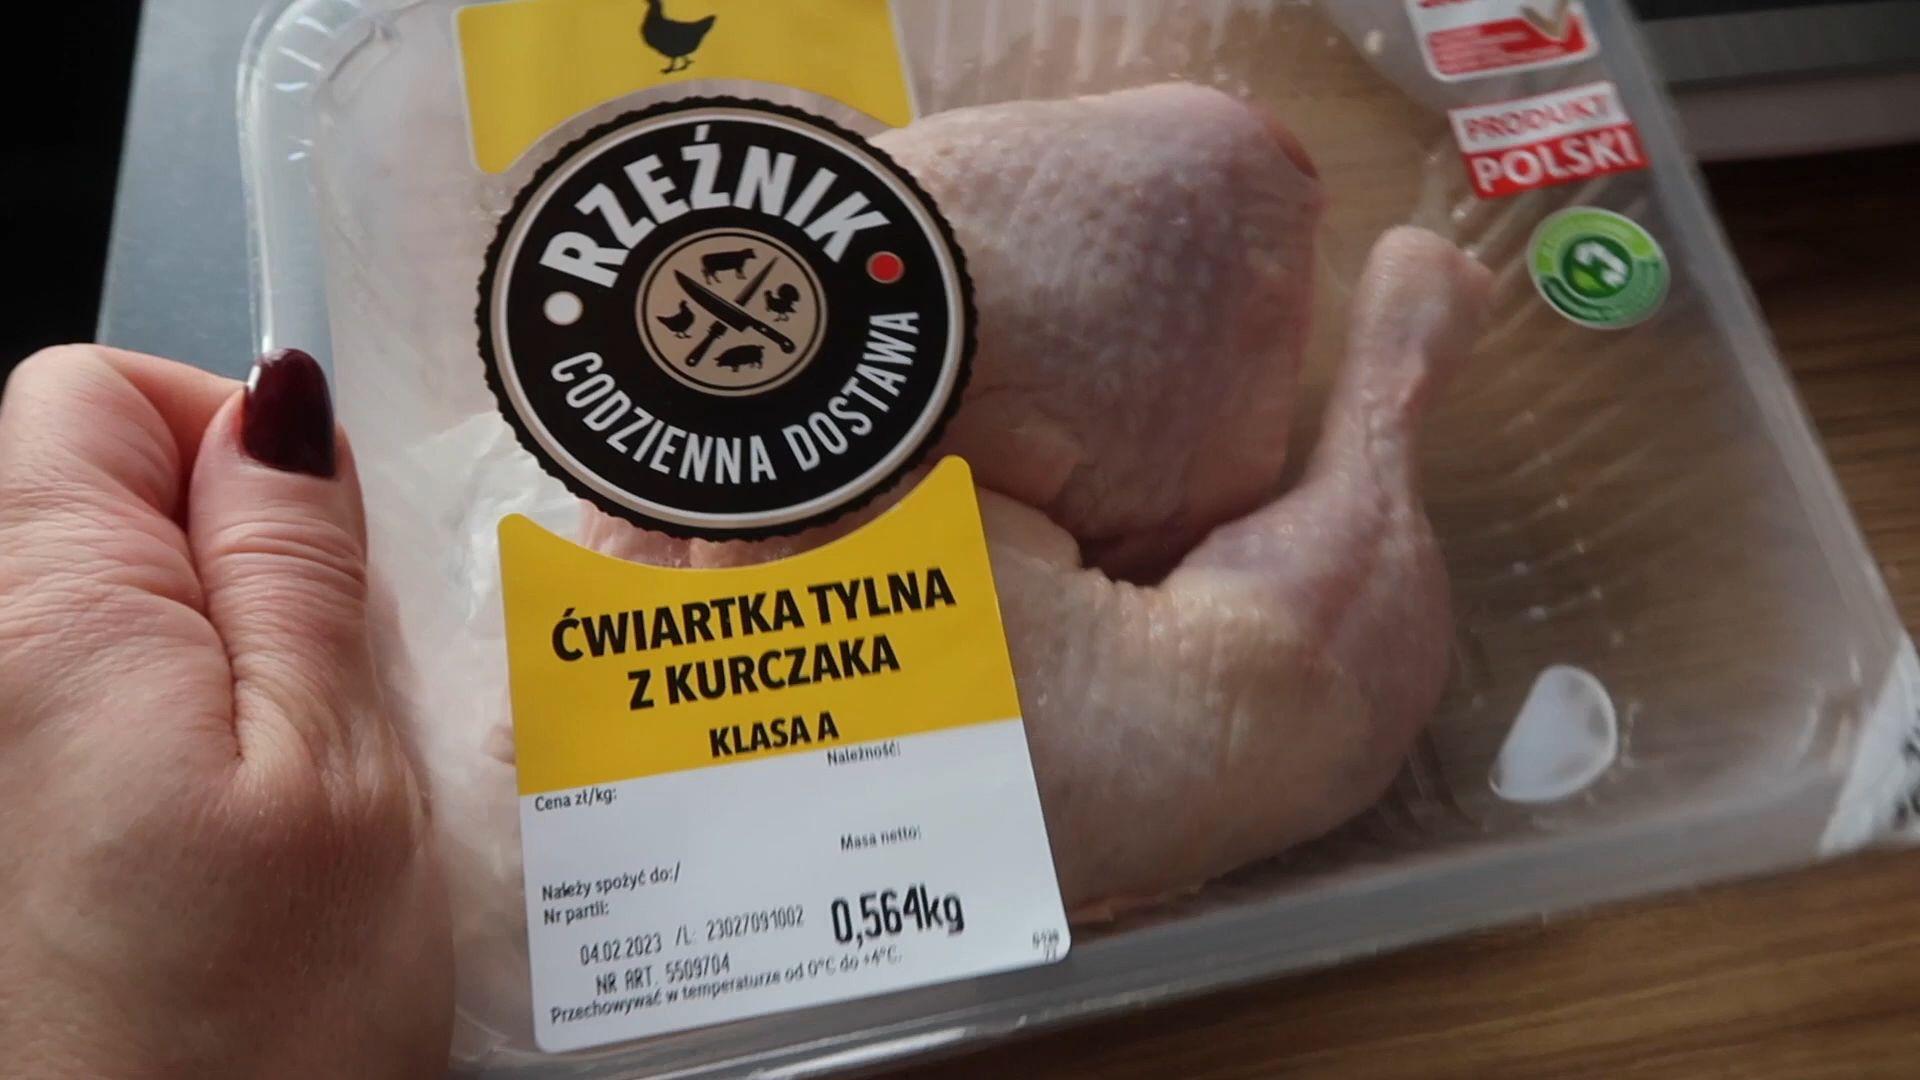 RZEŹNIK
CODZIENNA DOSTAWA
PRODUKT
POLSKI
ĆWIARTKA TYLNA
Z KURCZAKA
KLASA A
Należność:
Cena zł/kg:
Masa netto:
Należy spożyć do:/
Nr partii:
0,564kg
04.02.2023 /L: 23027091002
NR ART. 5509704
Przechowywać w temperaturze od 0°C do +4°C.